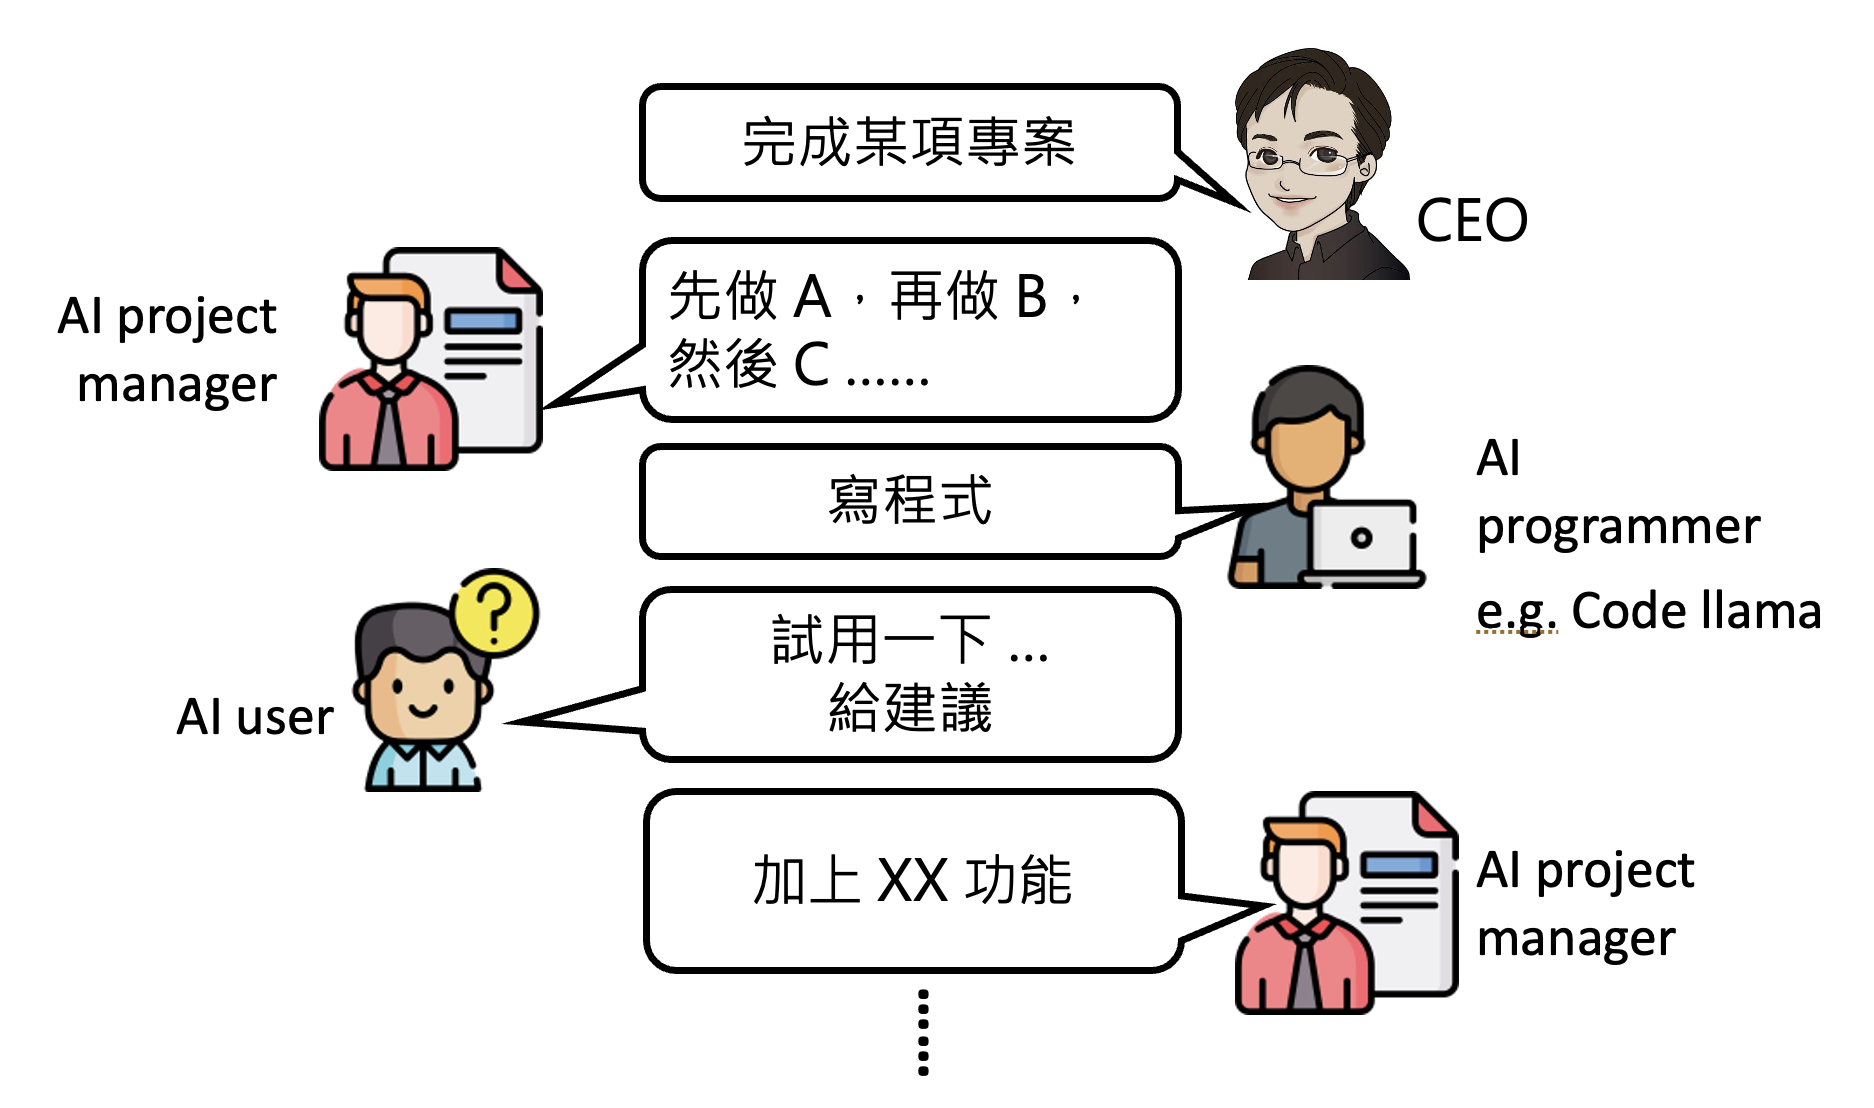 完成某項專案
CEO
AI project
manager
先做 A，再做 B，
然後 C ......
寫程式
AI
programmer
e.g. Code llama
AI user
?
試用一下 ...
給建議
加上 XX 功能
AI project
manager